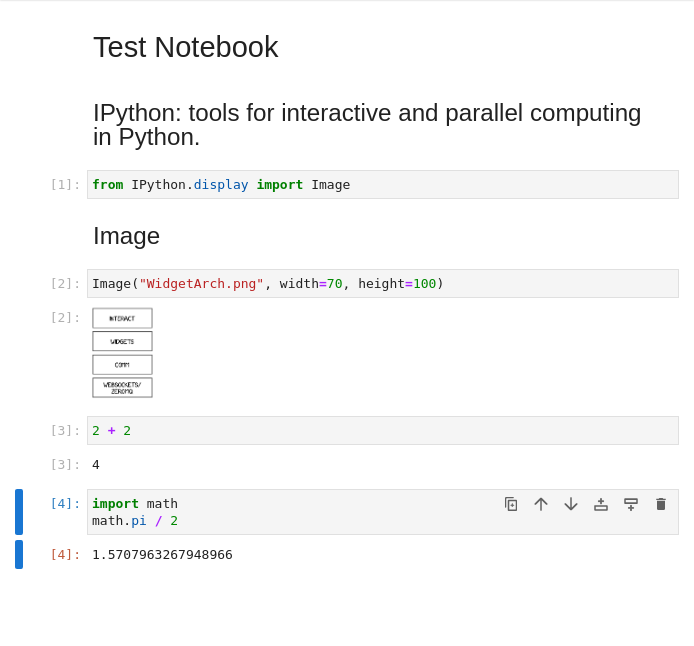 Test Notebook
IPython: tools for interactive and parallel computing
in Python.
[1]: from IPython.display import Image
Image
[2]: Image("WidgetArch.png", width=70, height=100)
[2]:
INTERACT
WIDGETS
COMM
WEBSOCKETS/
ZEROMQ
[3]: 2 + 2
[3]: 4
[4]: import math
math.pi / 2
[4]: 1.5707963267948966